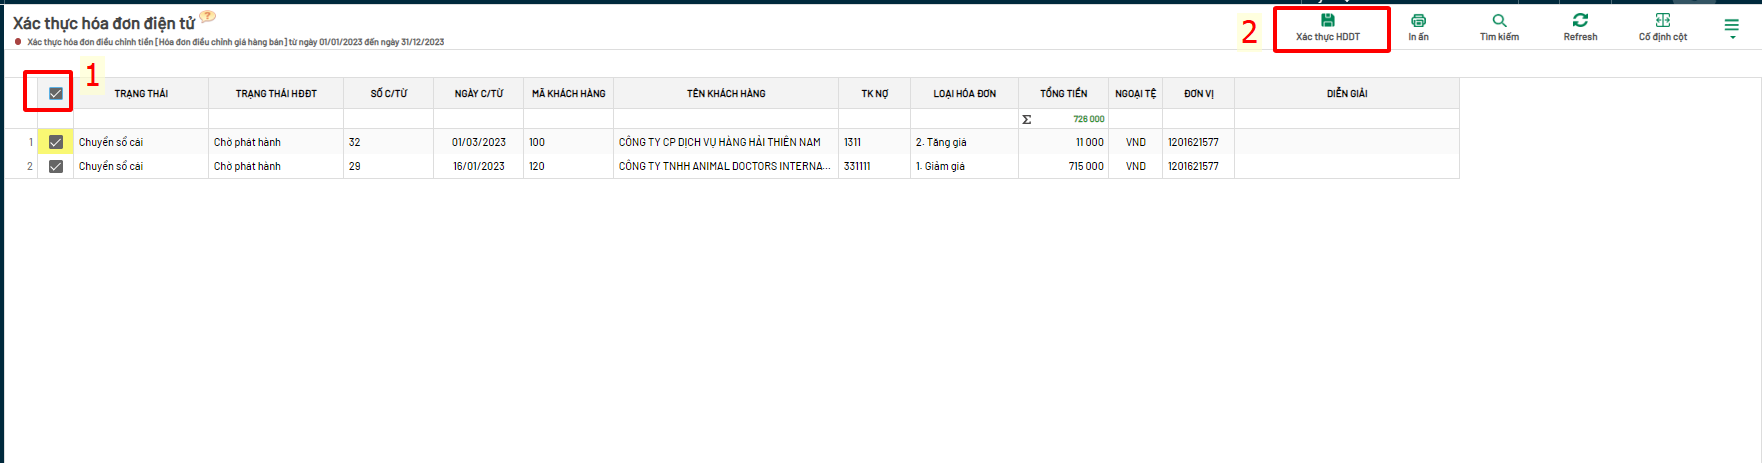 Xác thực hóa đơn điện tử
Xác thực hóa đơn điều chỉnh tiền [Hóa đơn điều chỉnh giá hàng bán] từ ngày 01/01/2023 đến ngày 31/12/2023
2
Xác thực HDDT
In ấn
Tìm kiếm
Refresh
Cố định cột
1
TRẠNG THÁI TRẠNG THÁI HĐĐT SỐ C/TỪ NGÀY C/TỪ MÃ KHÁCH HÀNG TÊN KHÁCH HÀNG TK NỢ LOẠI HÓA ĐƠN TỔNG TIỀN NGOẠI TỆ ĐƠN VỊ DIỄN GIẢI
Σ 726 000
1 Chuyển sổ cái Chờ phát hành 32 01/03/2023 100 CÔNG TY CP DỊCH VỤ HÀNG HẢI THIÊN NAM 1311 2. Tăng giá 11 000 VND 1201621577
2 Chuyển sổ cái Chờ phát hành 29 16/01/2023 120 CÔNG TY TNHH ANIMAL DOCTORS INTERNA... 331111 1. Giảm giá 715 000 VND 1201621577